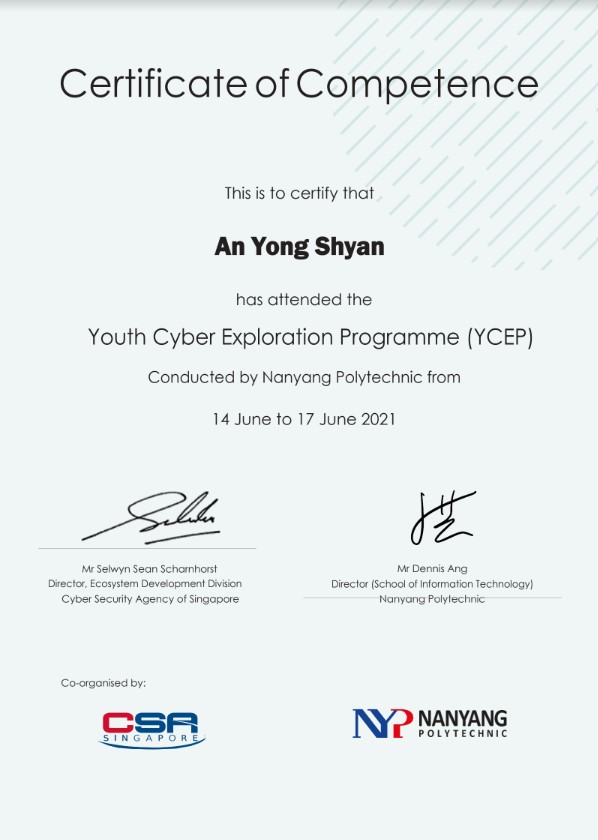 Certificate of Competence
This is to certify that
An Yong Shyan
has attended the
Youth Cyber Exploration Programme (YCEP)
Conducted by Nanyang Polytechnic from
14 June to 17 June 2021
Mr Selwyn Sean Scharnhorst
Director, Ecosystem Development Division
Cyber Security Agency of Singapore
Mr Dennis Ang
Director (School of Information Technology)
Nanyang Polytechnic
Co-organised by:
CSA
SINGAPORE
NYP NANYANG
POLYTECHNIC